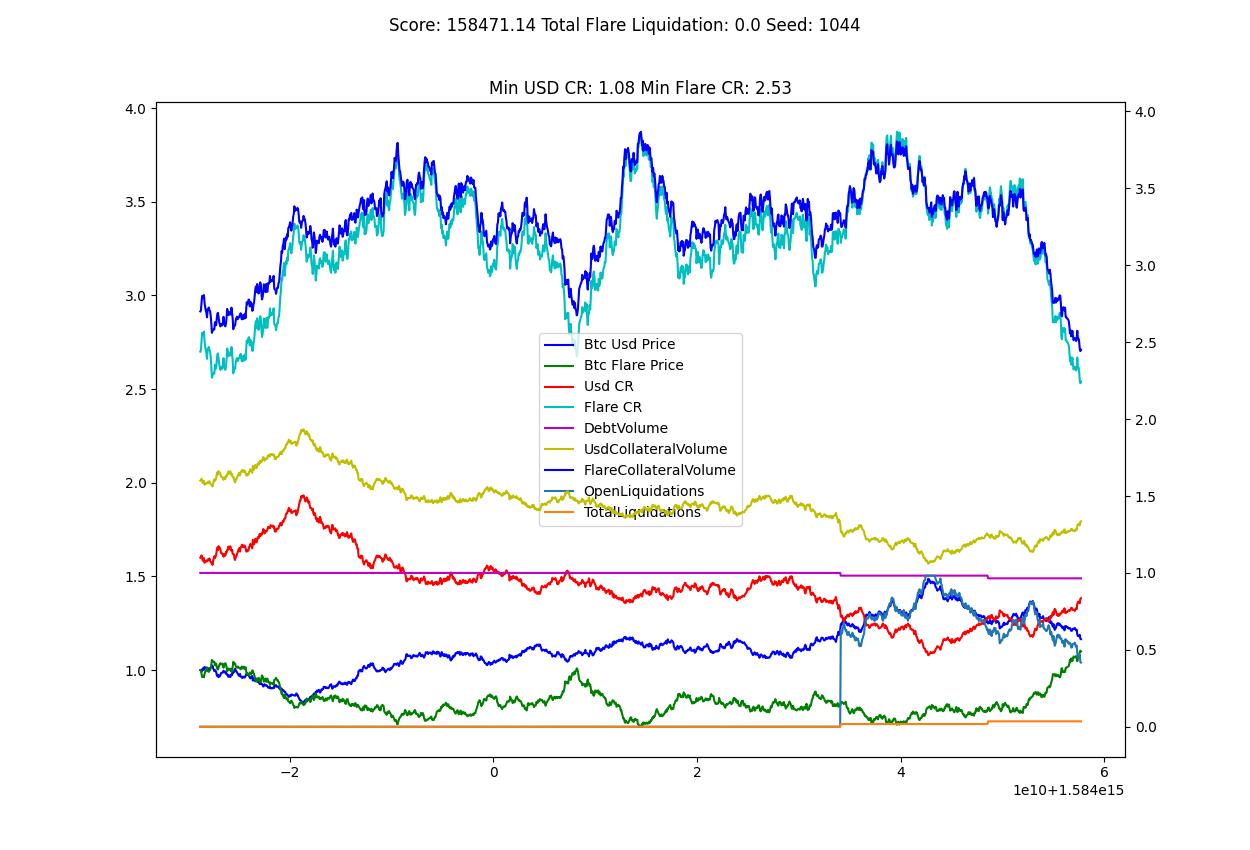 Score: 158471.14 Total Flare Liquidation: 0.0 Seed: 1044
Min USD CR: 1.08 Min Flare CR: 2.53
4.0
3.5
3.0
2.5
2.0
1.5
1.0
4.0
3.5
3.0
2.5
2.0
1.5
1.0
0.5
0.0
Btc Usd Price
Btc Flare Price
Usd CR
Flare CR
DebtVolume
UsdCollateralVolume
FlareCollateralVolume
OpenLiquidations
TotalLiquidations
−2 0 2 4 6
1e10+1.584e15